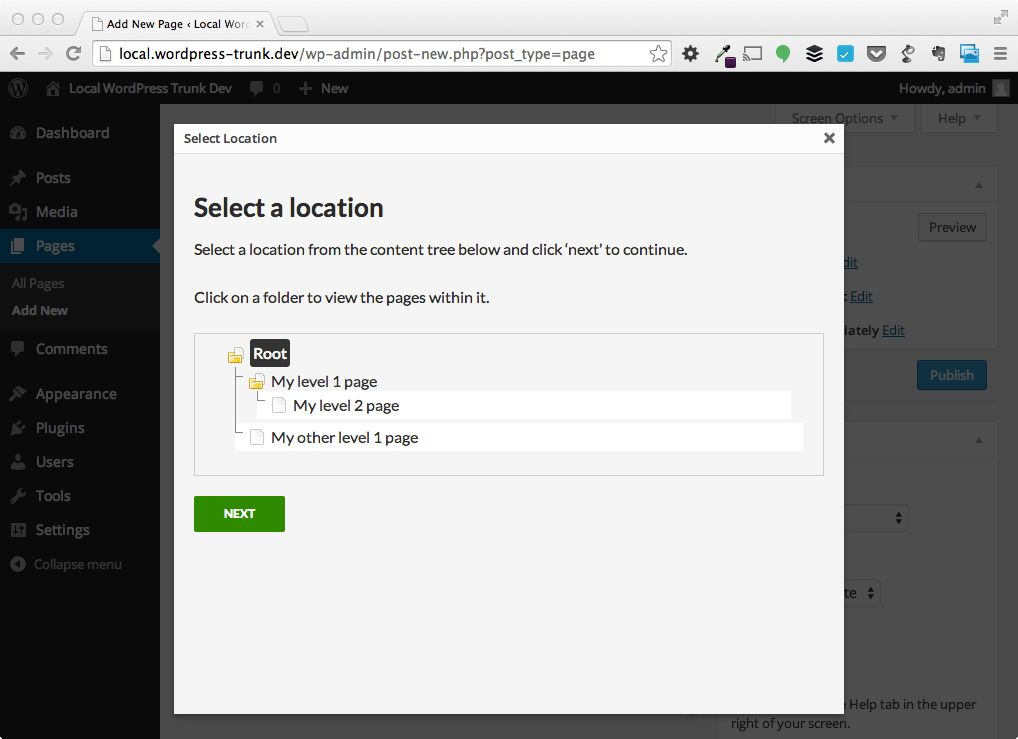 Add New Page ‹ Local Wor
local.wordpress-trunk.dev/wp-admin/post-new.php?post_type=page
Local WordPress Trunk Dev 0 New Howdy, admin
Dashboard
Posts
Media
Pages
All Pages
Add New
Comments
Appearance
Plugins
Users
Tools
Settings
Collapse menu
Screen Options Help
Select Location
Select a location
Select a location from the content tree below and click ‘next’ to continue.
Click on a folder to view the pages within it.
Root
My level 1 page
My level 2 page
My other level 1 page
NEXT
Preview
Edit
: Edit
iately Edit
Publish
te
Help tab in the upper
right of your screen.